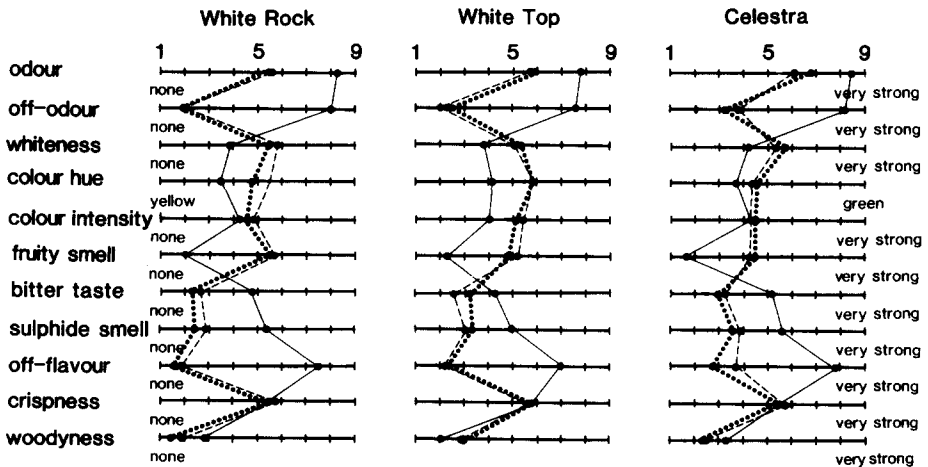 White Rock White Top Celestra
1 5 9 1 5 9 1 5 9
odour
none very strong
off-odour
none very strong
whiteness
none very strong
colour hue
yellow green
colour intensity
none very strong
fruity smell
none very strong
bitter taste
none very strong
sulphide smell
none very strong
off-flavour
none very strong
crispness
none very strong
woodyness
none very strong